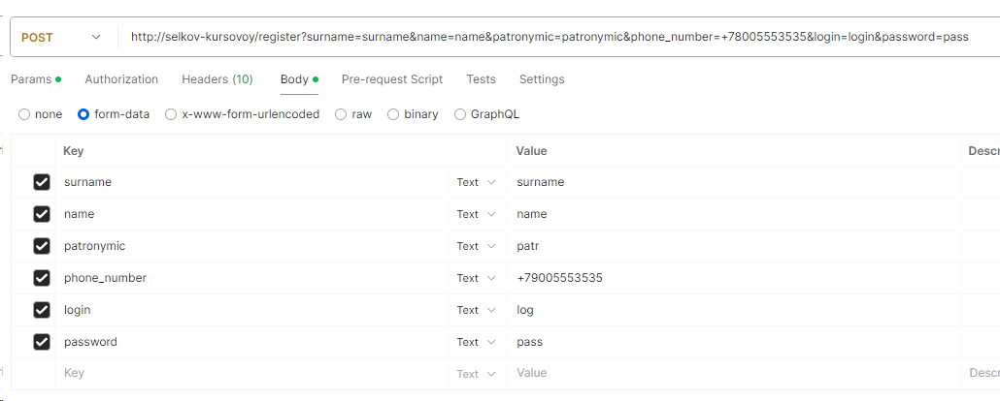 POST http://selkov-kursovoy/register?surname=surname&name=name&patronymic=patronymic&phone_number=+78005553535&login=login&password=pass
Params Authorization Headers (10) Body Pre-request Script Tests Settings
none form-data x-www-form-urlencoded raw binary GraphQL
Key Value Descr
surname Text surname
name Text name
patronymic Text patr
phone_number Text +79005553535
login Text log
password Text pass
Key Text Value Descr